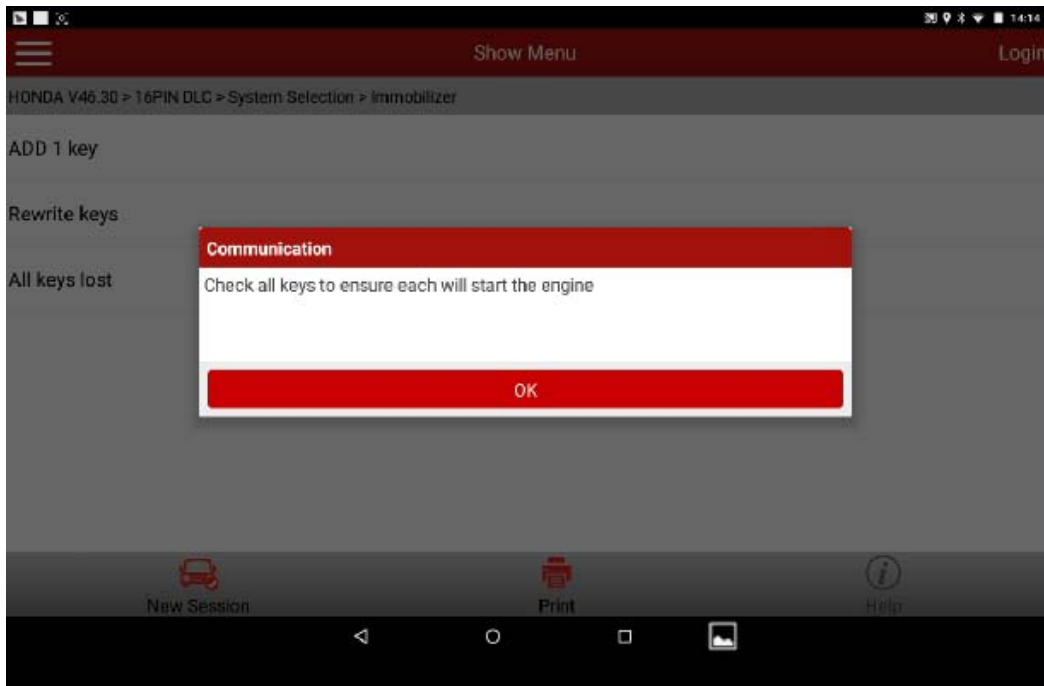 14:14
Show Menu
Login
HONDA V46.30 > 16PIN DLC > System Selection > Immobilizer
ADD 1 key
Rewrite keys
All keys lost
Communication
Check all keys to ensure each will start the engine
OK
New Session
Print
Help